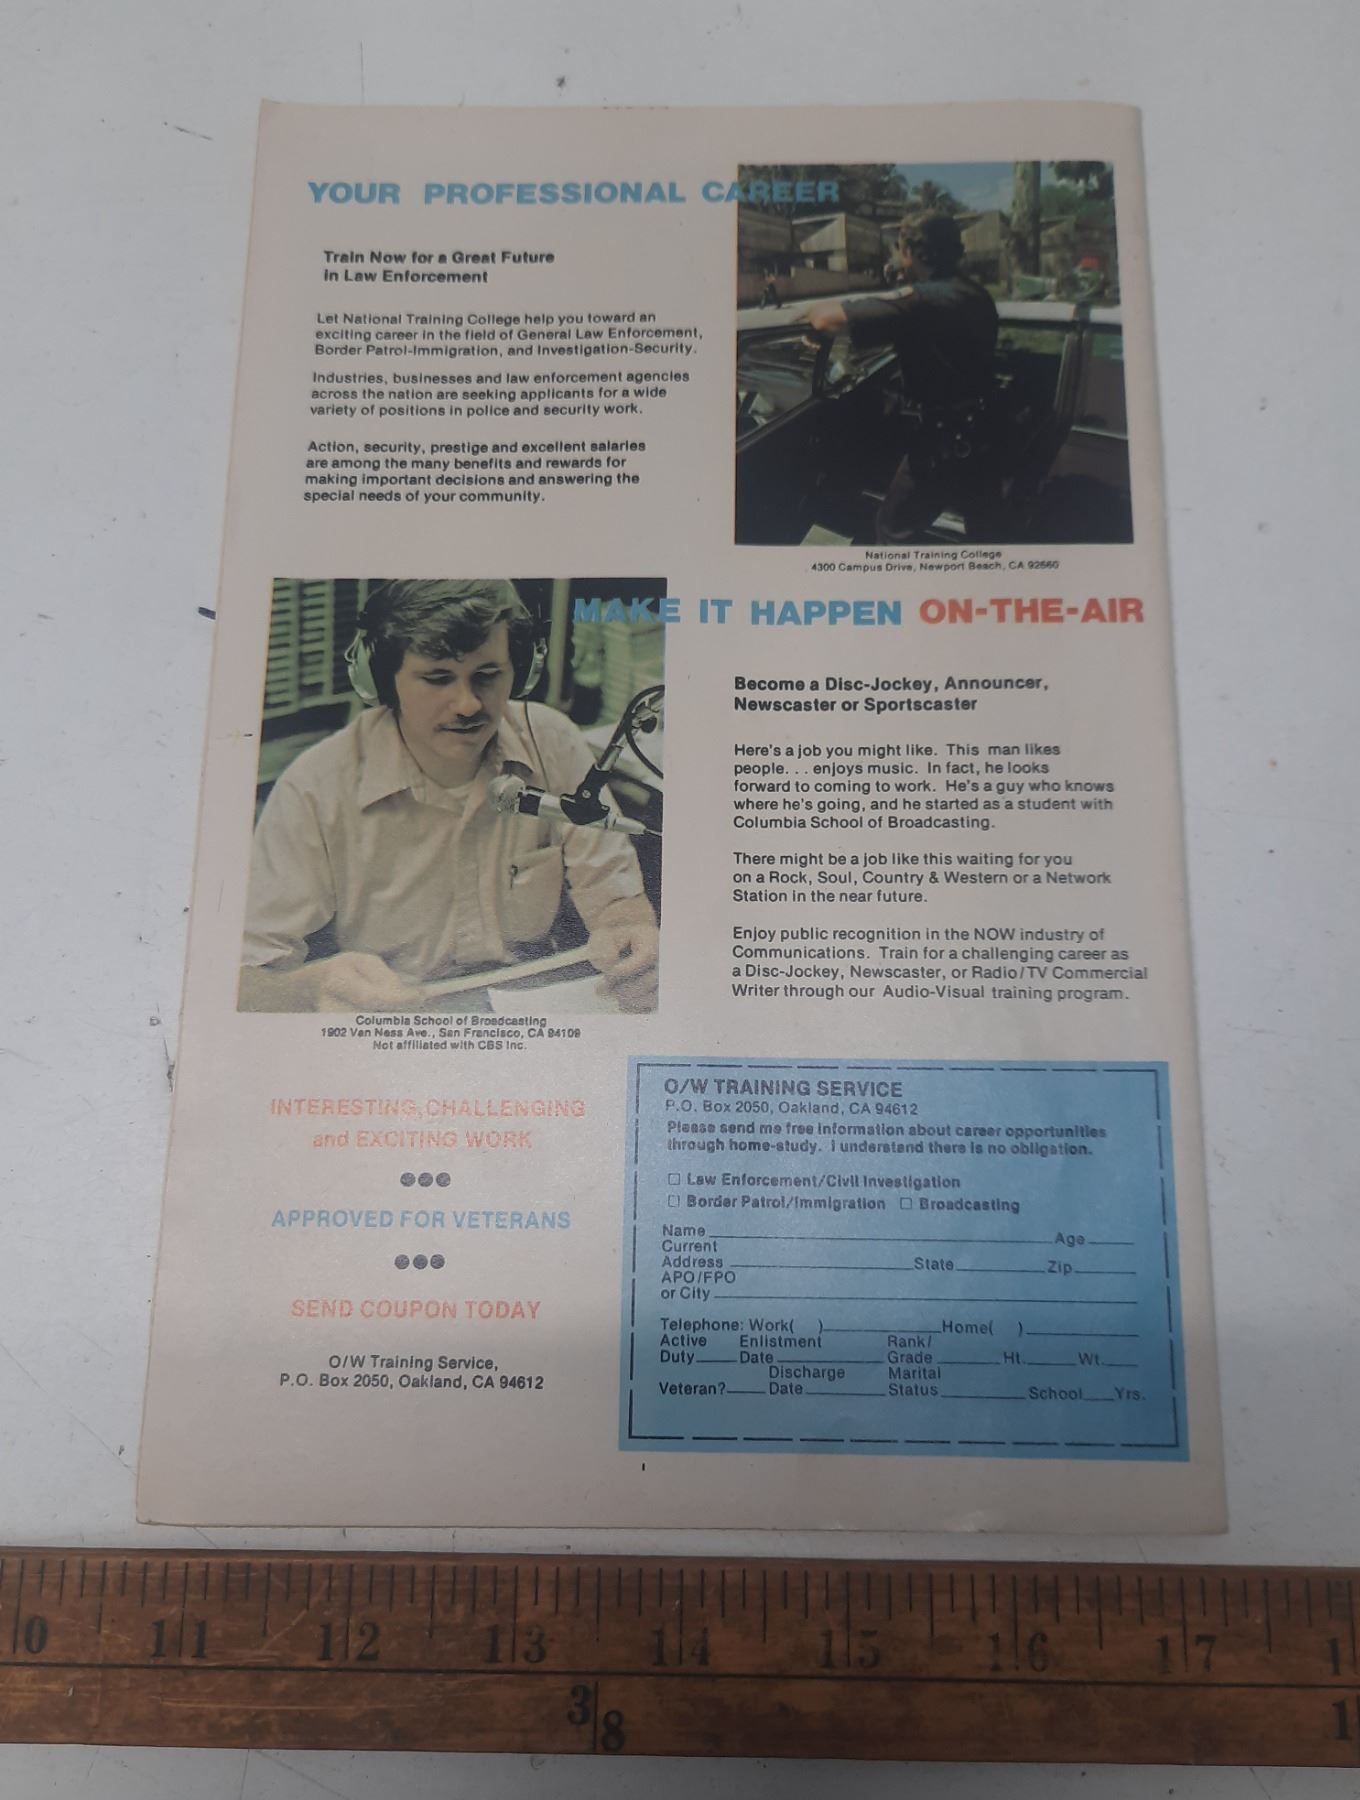 YOUR PROFESSIONAL CAREER
Train Now for a Great Future
in Law Enforcement
Let National Training College help you toward an
exciting career in the field of General Law Enforcement,
Border Patrol-Immigration, and Investigation-Security.
Industries, businesses and law enforcement agencies
across the nation are seeking applicants for a wide
variety of positions in police and security work.
Action, security, prestige and excellent salaries
are among the many benefits and rewards for
making important decisions and answering the
special needs of your community.
National Training College
4300 Campus Drive, Newport Beach, CA 92660
MAKE IT HAPPEN ON-THE-AIR
Become a Disc-Jockey, Announcer,
Newscaster or Sportscaster
Here's a job you might like. This man likes
people. . . enjoys music. In fact, he looks
forward to coming to work. He's a guy who knows
where he's going, and he started as a student with
Columbia School of Broadcasting.
There might be a job like this waiting for you
on a Rock, Soul, Country & Western or a Network
Station in the near future.
Enjoy public recognition in the NOW industry of
Communications. Train for a challenging career as
a Disc-Jockey, Newscaster, or Radio/TV Commercial
Writer through our Audio-Visual training program.
Columbia School of Broadcasting
1902 Van Ness Ave., San Francisco, CA 94109
Not affiliated with CBS Inc.
INTERESTING, CHALLENGING
and EXCITING WORK
APPROVED FOR VETERANS
SEND COUPON TODAY
O/W Training Service,
P.O. Box 2050, Oakland, CA 94612
O/W TRAINING SERVICE
P.O. Box 2050, Oakland, CA 94612
Please send me free information about career opportunities
through home-study. I understand there is no obligation.
Law Enforcement/Civil Investigation
Border Patrol/Immigration Broadcasting
Name Age
Current
Address State Zip
APO/FPO
or City
Telephone: Work( ) Home( )
Active Enlistment Rank/
Duty Date Grade Ht. Wt.
Discharge Marital
Veteran? Date Status School Yrs.
0 11 12 13 14 15 16 17 1
3 8 1